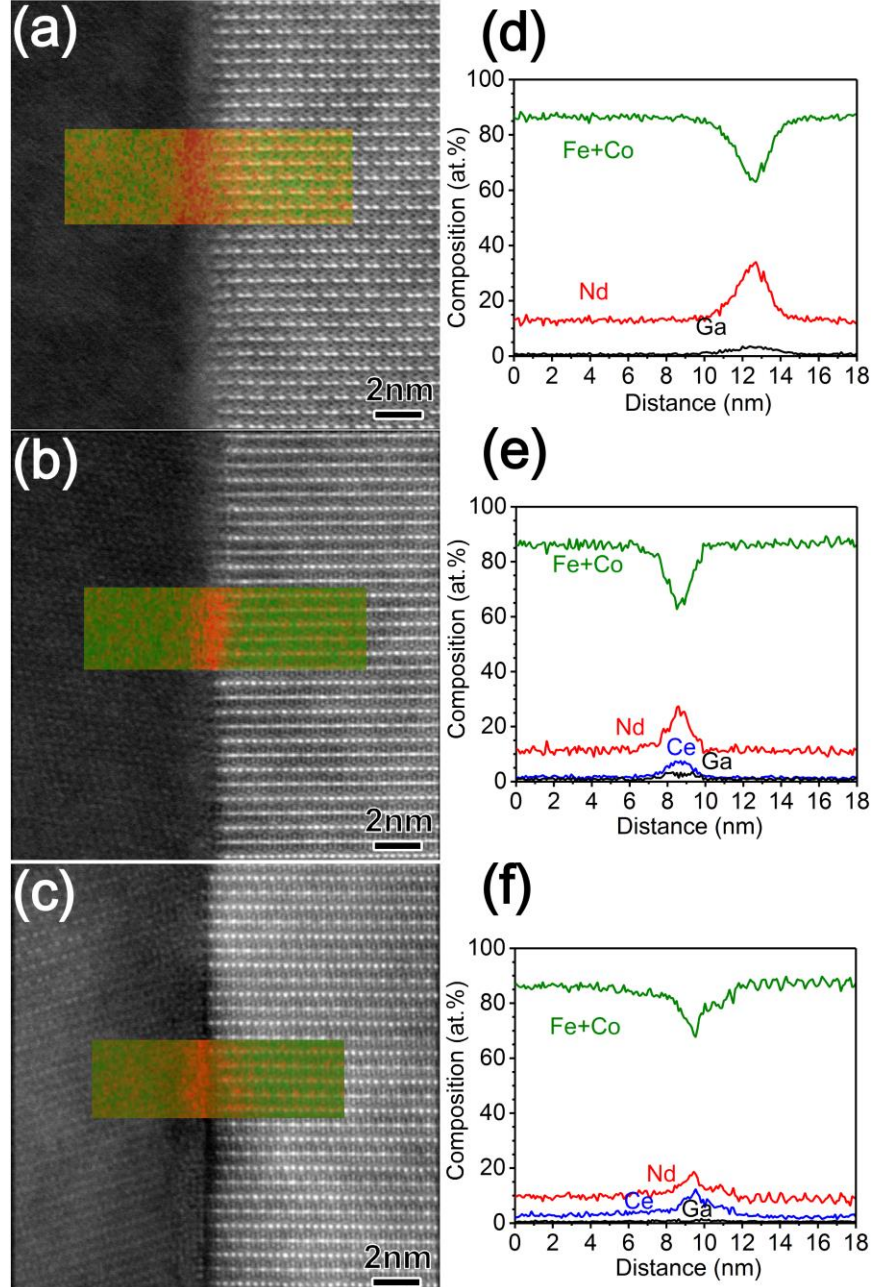 (a)
2nm
(b)
2nm
(c)
2nm
(d)
100
80
60
40
20
0
Composition (at.%)
Fe+Co
Nd
Ga
0 2 4 6 8 10 12 14 16 18
Distance (nm)
(e)
100
80
60
40
20
0
Composition (at.%)
Fe+Co
Nd
Ce
Ga
0 2 4 6 8 10 12 14 16 18
Distance (nm)
(f)
100
80
60
40
20
0
Composition (at.%)
Fe+Co
Nd
Ce
Ga
0 2 4 6 8 10 12 14 16 18
Distance (nm)